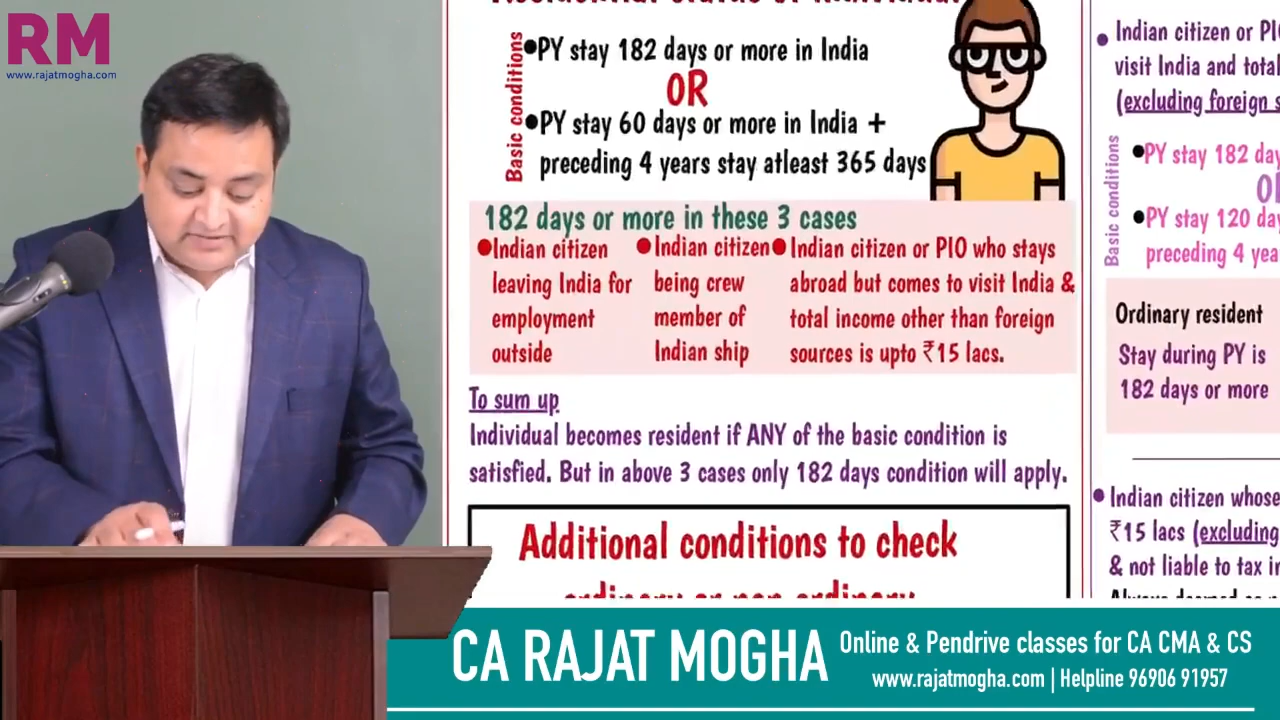 RM
www.rajatmogha.com
Residential Status of Individual
Basic conditions
●PY stay 182 days or more in India
OR
●PY stay 60 days or more in India +
preceding 4 years stay atleast 365 days
182 days or more in these 3 cases
●Indian citizen
leaving India for
employment
outside
●Indian citizen
being crew
member of
Indian ship
●Indian citizen or PIO who stays
abroad but comes to visit India &
total income other than foreign
sources is upto ₹15 lacs.
To sum up
Individual becomes resident if ANY of the basic condition is
satisfied. But in above 3 cases only 182 days condition will apply.
Additional conditions to check
ordinary or non ordinary
●Indian citizen or
visit India and total
(excluding foreign
Basic conditions
●PY stay 182
●PY stay 120
preceding 4
Ordinary resident
Stay during PY is
182 days or more
●Indian citizen whose
₹15 lacs (excluding
& not liable to tax
CA RAJAT MOGHA
Online & Pendrive classes for CA CMA & CS
www.rajatmogha.com | Helpline 96906 91957